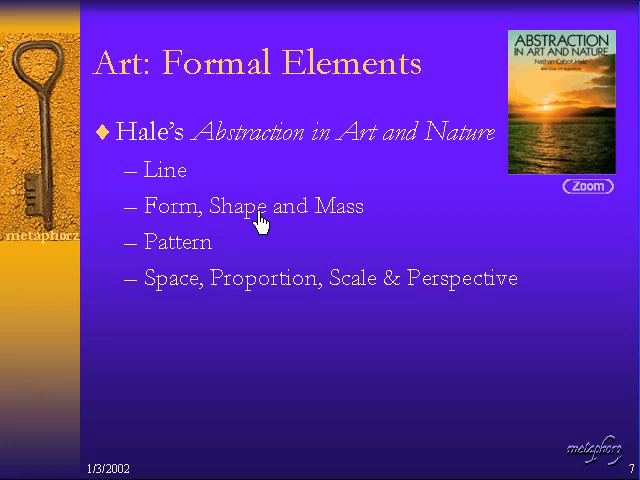 Art: Formal Elements
ABSTRACTION
IN ART AND NATURE
Nathan Cabot Hale
♦ Hale's Abstraction in Art and Nature
– Line
Zoom
– Form, Shape and Mass
metaphorz
– Pattern
– Space, Proportion, Scale & Perspective
metaphorz
1/3/2002
7